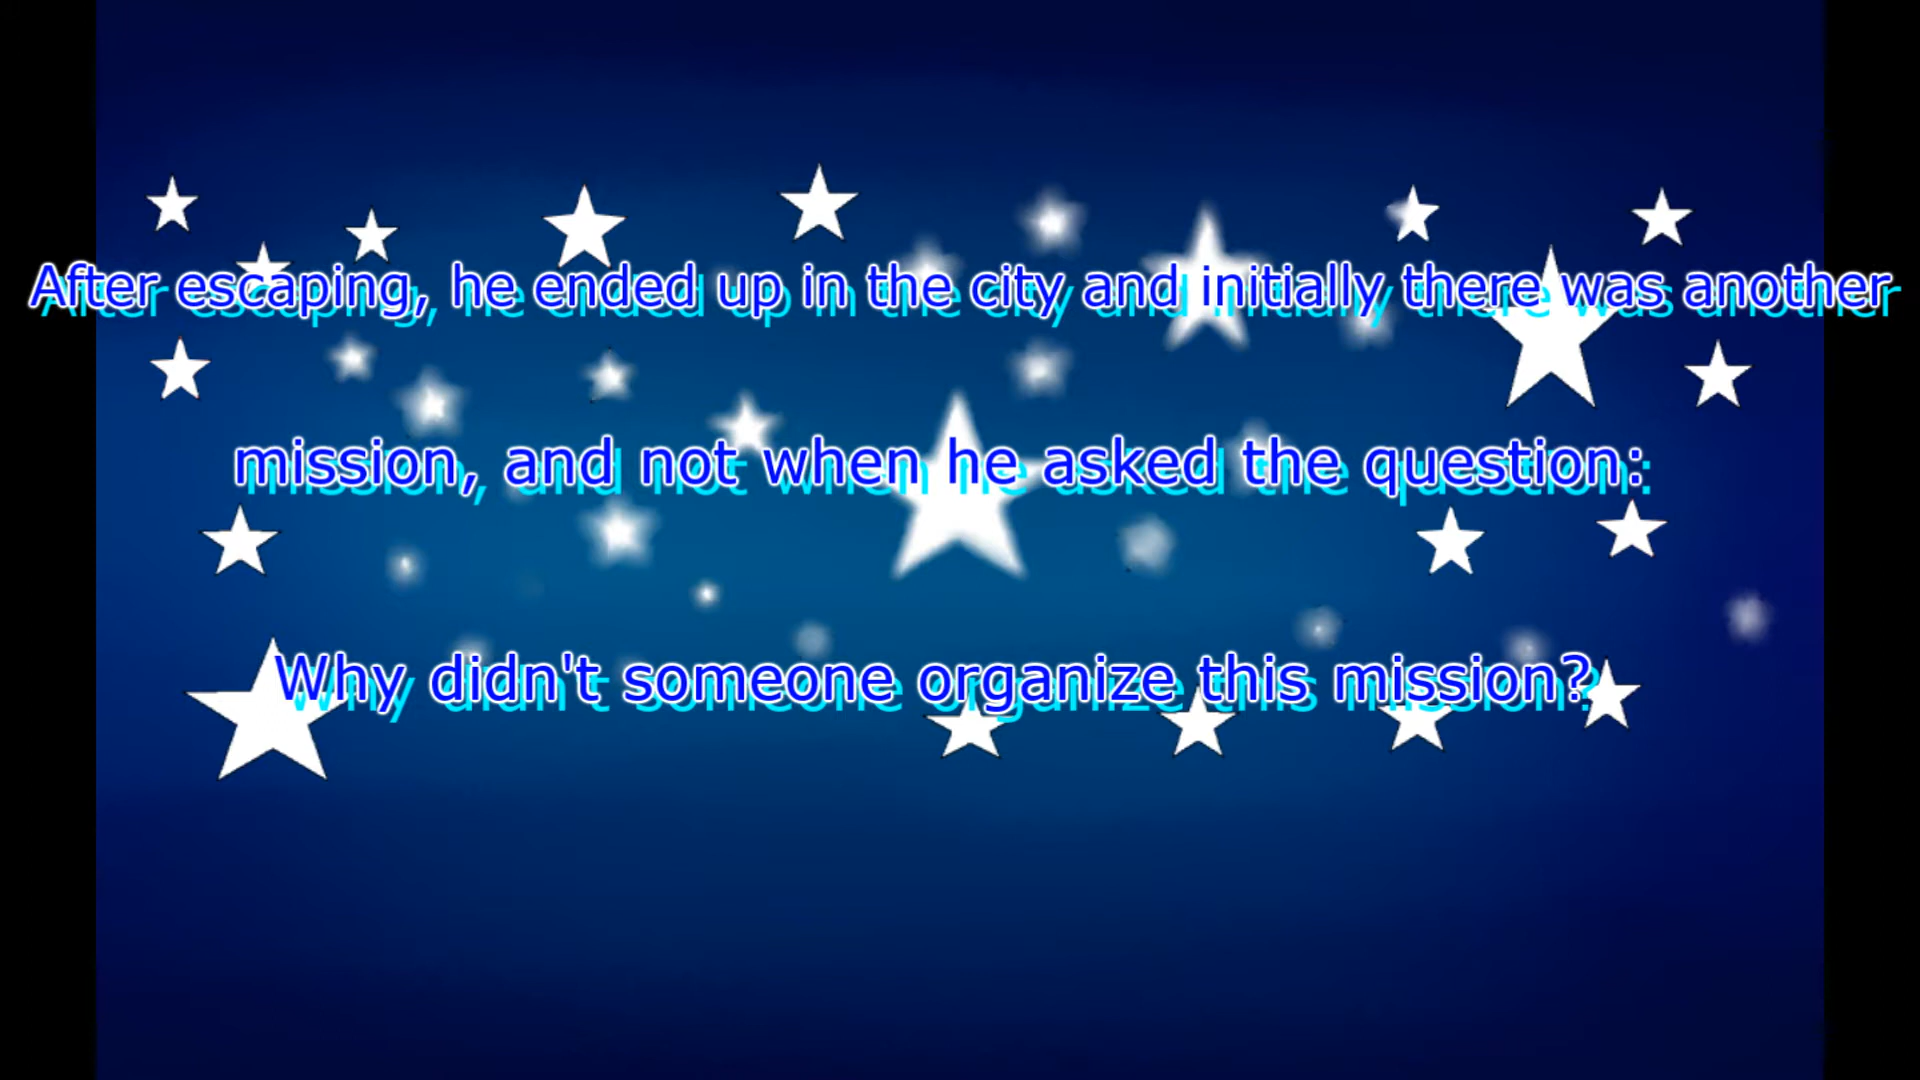 After escaping, he ended up in the city and initially there was another
mission, and not when he asked the question:
Why didn't someone organize this mission?